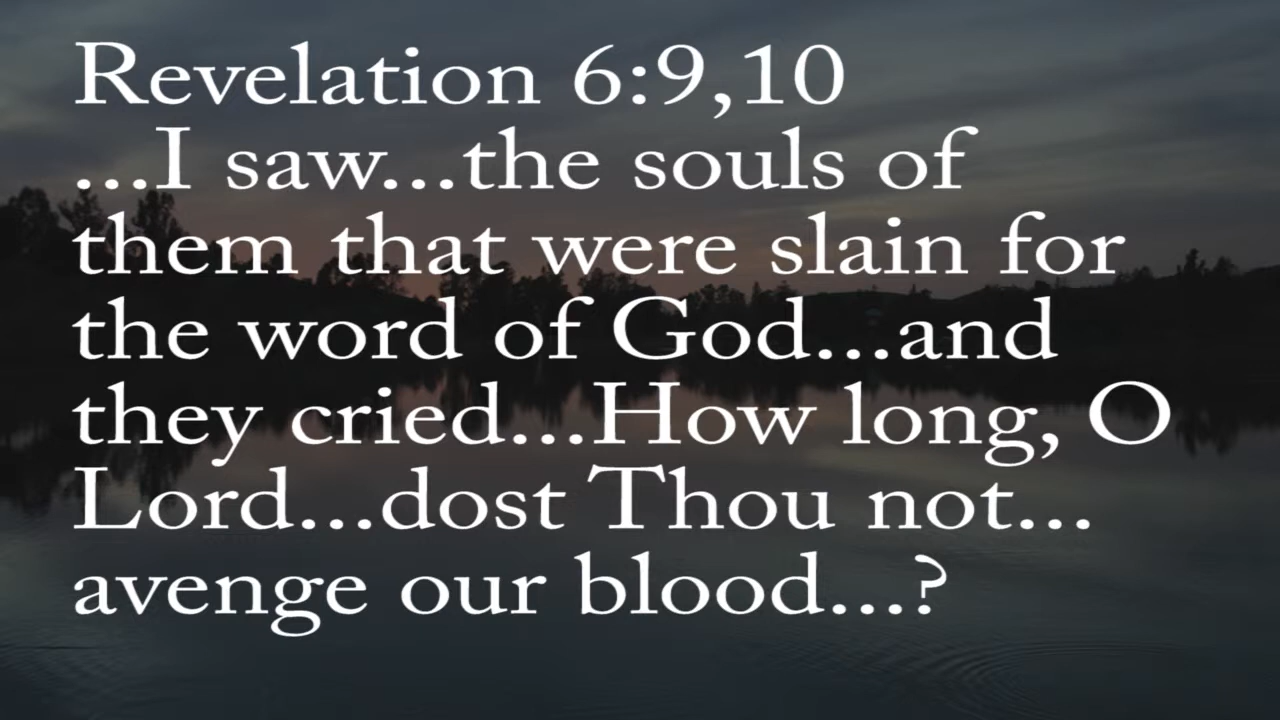 Revelation 6:9,10
...I saw...the souls of
them that were slain for
the word of God...and
they cried...How long, O
Lord...dost Thou not...
avenge our blood...?